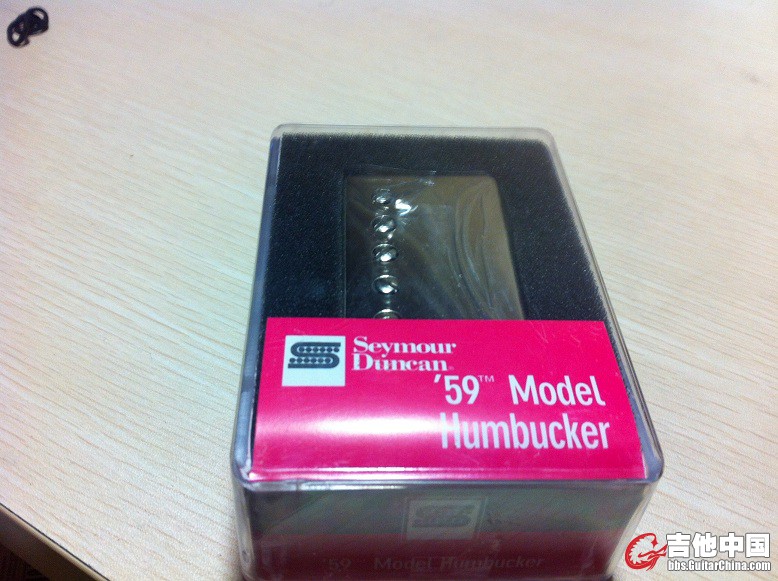 Seymour
Duncan®
'59™ Model
Humbucker
'59 Model Humbucker
吉他中国
bbs.GuitarChina.com